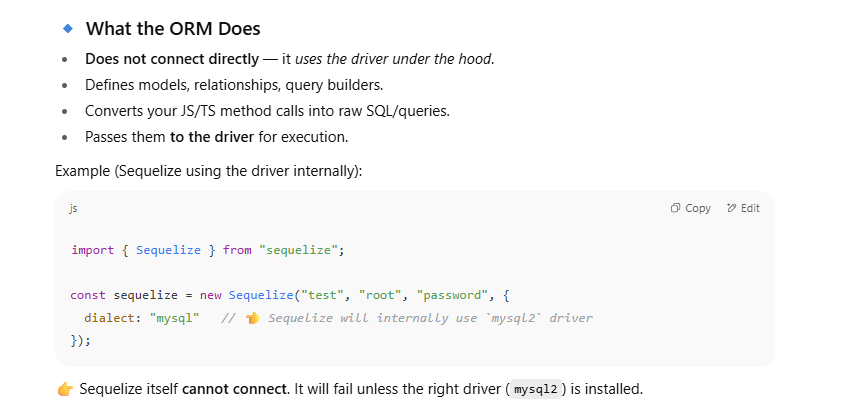 🔹 What the ORM Does
• Does not connect directly — it uses the driver under the hood.
• Defines models, relationships, query builders.
• Converts your JS/TS method calls into raw SQL/queries.
• Passes them to the driver for execution.
Example (Sequelize using the driver internally):
js Copy Edit
import { Sequelize } from "sequelize";
const sequelize = new Sequelize("test", "root", "password", {
dialect: "mysql" // 👈 Sequelize will internally use `mysql2` driver
});
👉 Sequelize itself cannot connect. It will fail unless the right driver (mysql2) is installed.